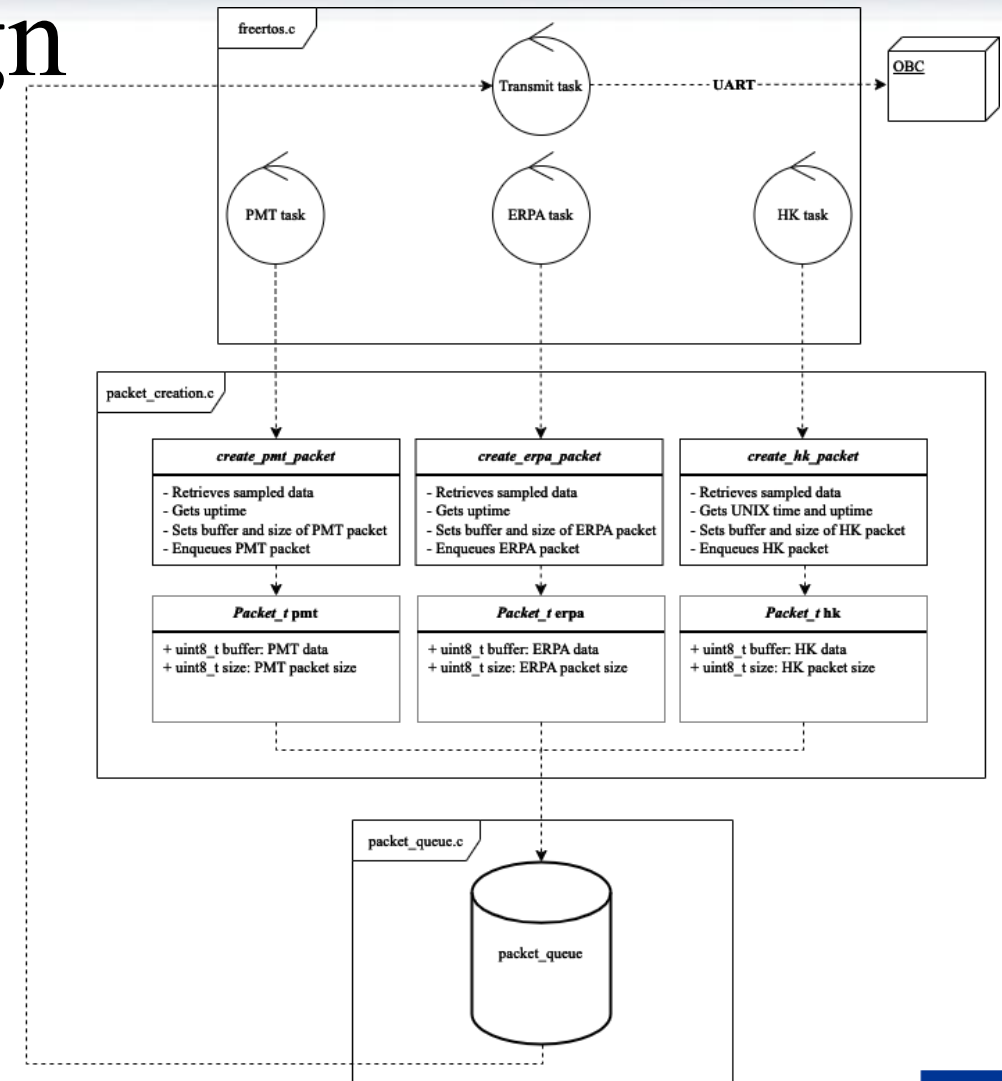 gn
freertos.c
Transmit task
UART
OBC
PMT task
ERPA task
HK task
packet_creation.c
create_pmt_packet
- Retrieves sampled data
- Gets uptime
- Sets buffer and size of PMT packet
- Enqueues PMT packet
create_erpa_packet
- Retrieves sampled data
- Gets uptime
- Sets buffer and size of ERPA packet
- Enqueues ERPA packet
create_hk_packet
- Retrieves sampled data
- Gets UNIX time and uptime
- Sets buffer and size of HK packet
- Enqueues HK packet
Packet_t pmt
+ uint8_t buffer: PMT data
+ uint8_t size: PMT packet size
Packet_t erpa
+ uint8_t buffer: ERPA data
+ uint8_t size: ERPA packet size
Packet_t hk
+ uint8_t buffer: HK data
+ uint8_t size: HK packet size
packet_queue.c
packet_queue